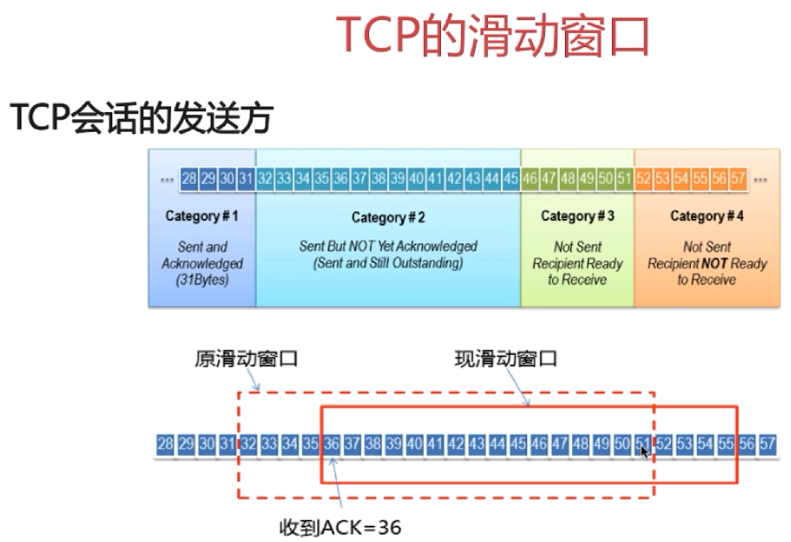 TCP的滑动窗口
TCP会话的发送方
... 28 29 30 31 32 33 34 35 36 37 38 39 40 41 42 43 44 45 46 47 48 49 50 51 52 53 54 55 56 57 ...
Category # 1
Sent and
Acknowledged
(31Bytes)
Category # 2
Sent But NOT Yet Acknowledged
(Sent and Still Outstanding)
Category # 3
Not Sent
Recipient Ready
to Receive
Category # 4
Not Sent
Recipient NOT Ready
to Receive
原滑动窗口
现滑动窗口
28 29 30 31 32 33 34 35 36 37 38 39 40 41 42 43 44 45 46 47 48 49 50 51 52 53 54 55 56 57
收到ACK=36